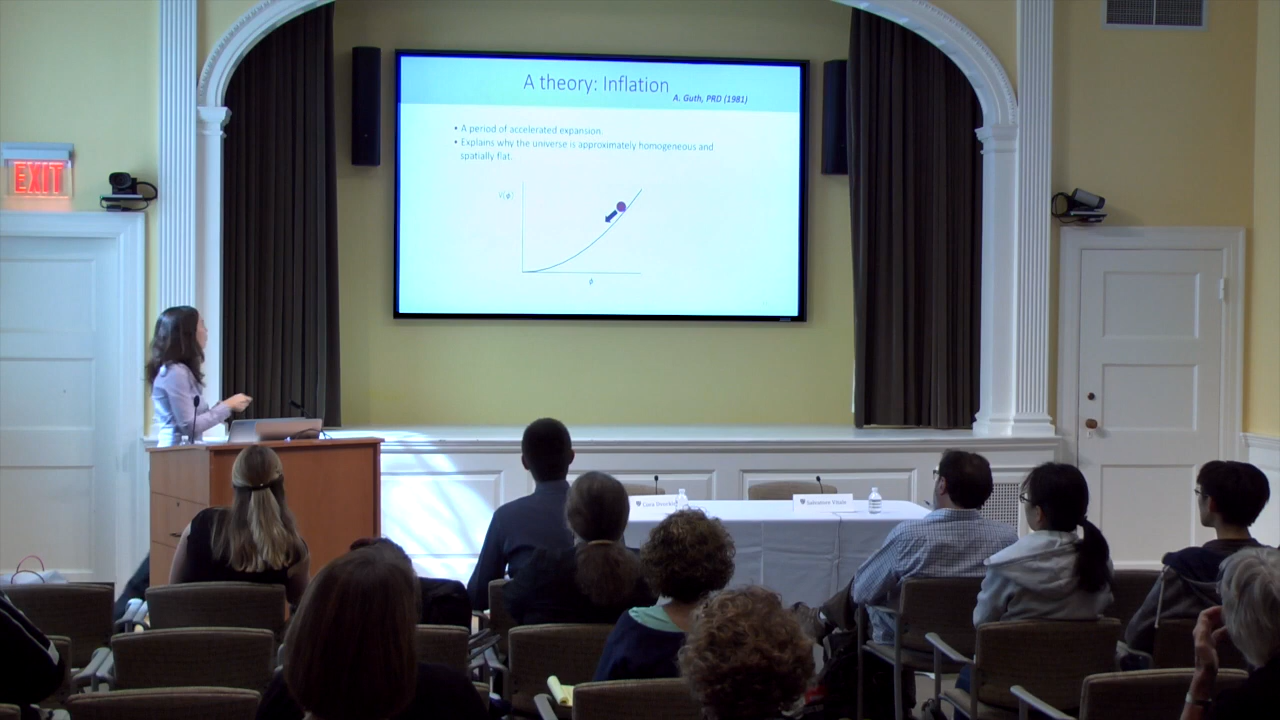 A theory: Inflation
A. Guth, PRD (1981)
• A period of accelerated expansion.
• Explains why the universe is approximately homogeneous and
spatially flat.
V(ϕ)
ϕ
EXIT
Salvatore Vitale